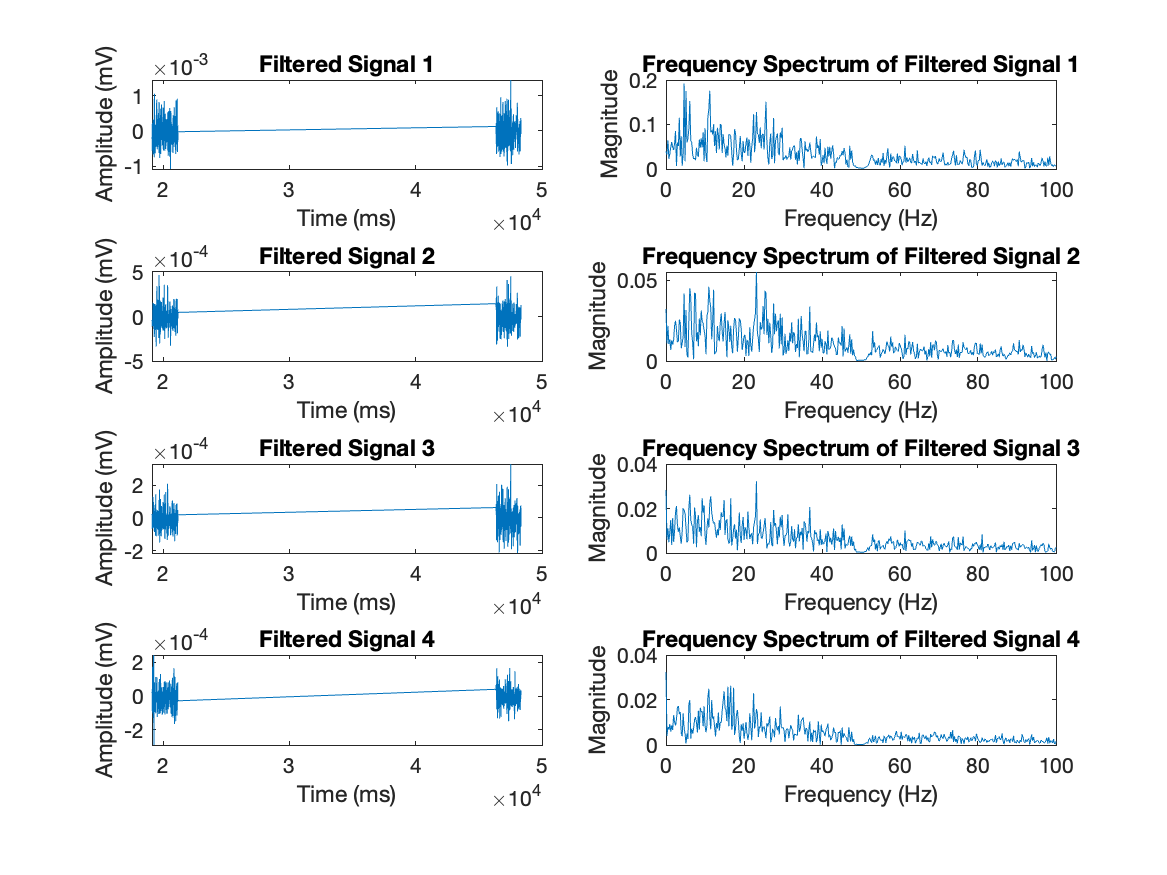 Filtered Signal 1
×10-3
Amplitude (mV)
1
0
-1
2 3 4 5
Time (ms)
×104
Frequency Spectrum of Filtered Signal 1
Magnitude
0.2
0.1
0
0 20 40 60 80 100
Frequency (Hz)
Filtered Signal 2
×10-4
Amplitude (mV)
5
0
-5
2 3 4 5
Time (ms)
×104
Frequency Spectrum of Filtered Signal 2
Magnitude
0.05
0
0 20 40 60 80 100
Frequency (Hz)
Filtered Signal 3
×10-4
Amplitude (mV)
2
0
-2
2 3 4 5
Time (ms)
×104
Frequency Spectrum of Filtered Signal 3
Magnitude
0.04
0.02
0
0 20 40 60 80 100
Frequency (Hz)
Filtered Signal 4
×10-4
Amplitude (mV)
2
0
-2
2 3 4 5
Time (ms)
×104
Frequency Spectrum of Filtered Signal 4
Magnitude
0.04
0.02
0
0 20 40 60 80 100
Frequency (Hz)